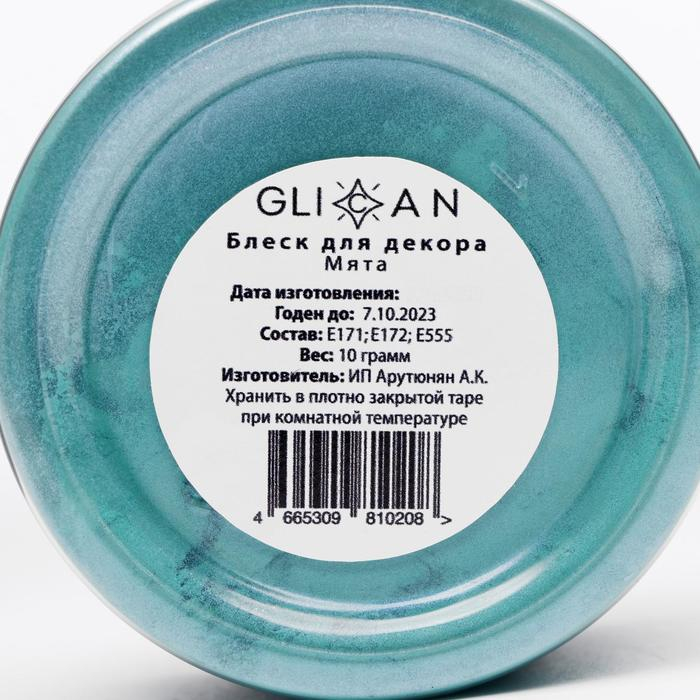 GLICAN
Блеск для декора
Мята
Дата изготовления:
Годен до: 7.10.2023
Состав: E171; E172; E555
Вес: 10 грамм
Изготовитель: ИП Арутюнян А.К.
Хранить в плотно закрытой таре
при комнатной температуре
4 665309 810208 >